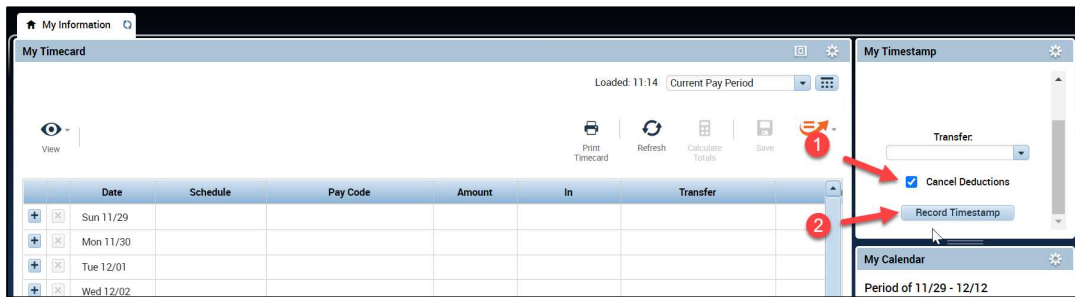 My Information
My Timecard
Loaded: 11:14 Current Pay Period
View
Print Timecard
Refresh
Calculate Totals
Save
Date Schedule Pay Code Amount In Transfer
Sun 11/29
Mon 11/30
Tue 12/01
Wed 12/02
My Timestamp
Transfer:
1
Cancel Deductions
2
Record Timestamp
My Calendar
Period of 11/29 - 12/12